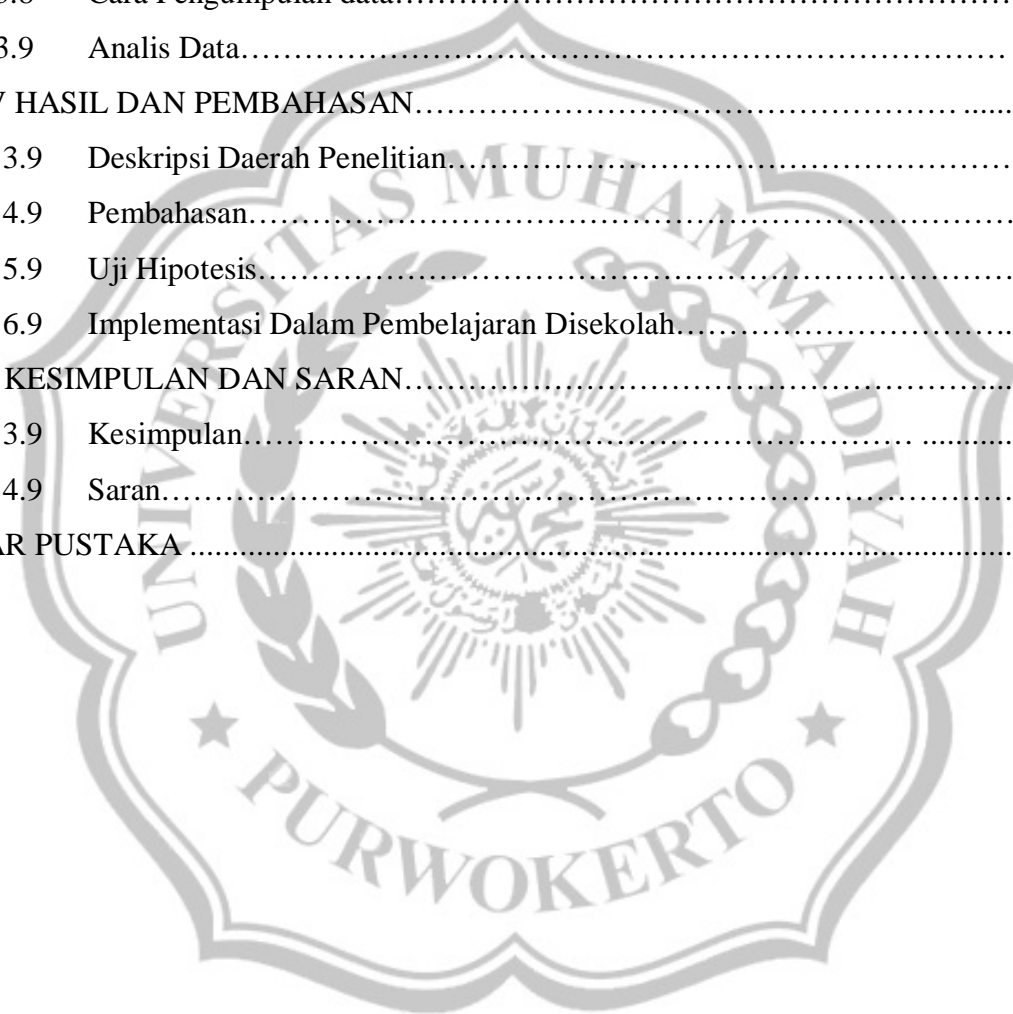 Cara Pengumpulan data……………………………………………………
3.9 Analis Data…………………………………………………………………
HASIL DAN PEMBAHASAN……………………………………………… ......
3.9 Deskripsi Daerah Penelitian………………………………………………
4.9 Pembahasan…………………………………………………………………
5.9 Uji Hipotesis…………………………………………………………………
6.9 Implementasi Dalam Pembelajaran Disekolah…………………………….
KESIMPULAN DAN SARAN…………………………………………………….
3.9 Kesimpulan………………………………………………………… ...........
4.9 Saran…………………………………………………………………………
AR PUSTAKA ....................................................................................................
UNIVERSITAS MUHAMMADIYAH
PURWOKERTO